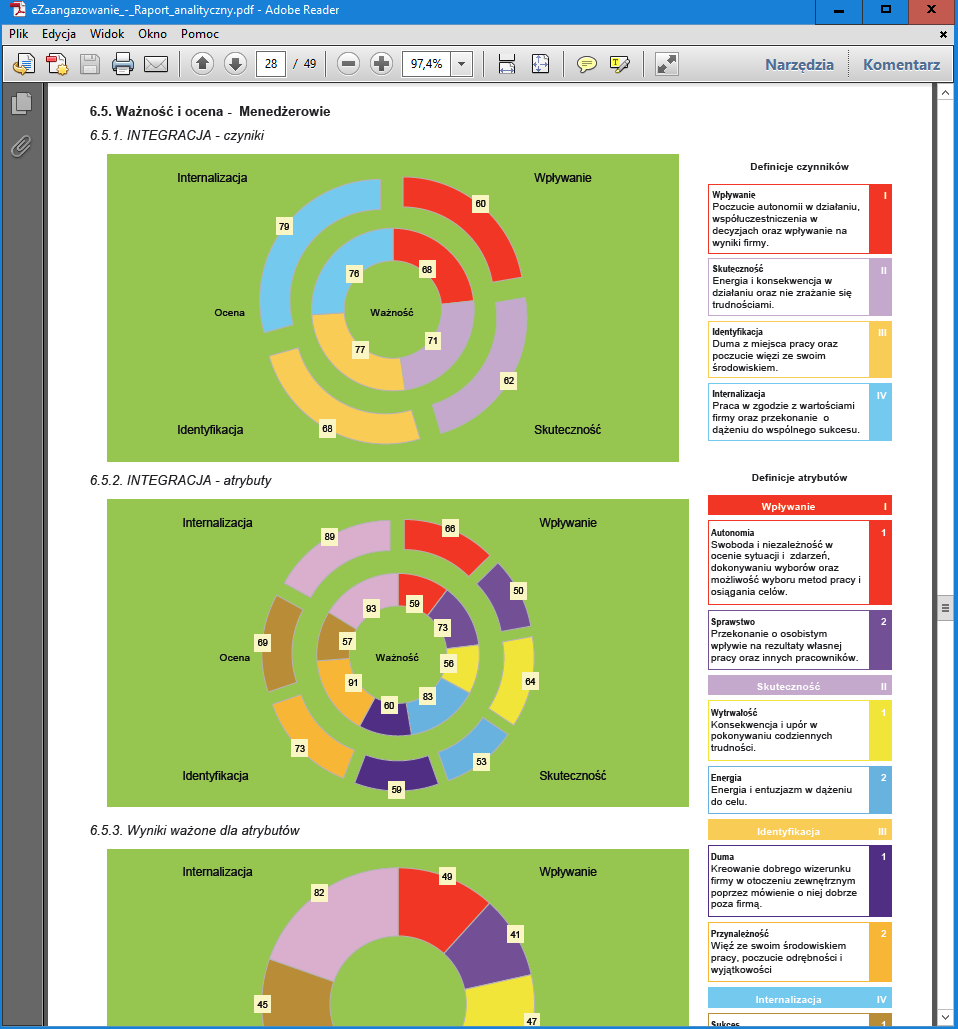 eZaangazowanie_-_Raport_analityczny.pdf - Adobe Reader
Plik Edycja Widok Okno Pomoc
28 / 49 97,4% Narzędzia Komentarz
6.5. Ważność i ocena - Menedżerowie
6.5.1. INTEGRACJA - czyniki
Internalizacja
Wpływanie
79
60
76
68
Ocena
Ważność
77
71
68
62
Identyfikacja
Skuteczność
Definicje czynników
Wpływanie I
Poczucie autonomii w działaniu,
współuczestniczenia w
decyzjach oraz wpływanie na
wyniki firmy.
Skuteczność II
Energia i konsekwencja w
działaniu oraz nie zrażanie się
trudnościami.
Identyfikacja III
Duma z miejsca pracy oraz
poczucie więzi ze swoim
środowiskiem.
Internalizacja IV
Praca w zgodzie z wartościami
firmy oraz przekonanie o
dążeniu do wspólnego sukcesu.
6.5.2. INTEGRACJA - atrybuty
Internalizacja
Wpływanie
89
66
50
93
59
73
69
57
Ocena
Ważność
56
64
91
83
60
73
53
59
Identyfikacja
Skuteczność
Definicje atrybutów
Wpływanie I
Autonomia 1
Swoboda i niezależność w
ocenie sytuacji i zdarzeń,
dokonywaniu wyborów oraz
możliwość wyboru metod pracy i
osiągania celów.
Sprawstwo 2
Przekonanie o osobistym
wpływie na rezultaty własnej
pracy oraz innych pracowników.
Skuteczność II
Wytrwałość 1
Konsekwencja i upór w
pokonywaniu codziennych
trudności.
Energia 2
Energia i entuzjazm w dążeniu
do celu.
Identyfikacja III
Duma 1
Kreowanie dobrego wizerunku
firmy w otoczeniu zewnętrznym
poprzez mówienie o niej dobrze
poza firmą.
Przynależność 2
Więź ze swoim środowiskiem
pracy, poczucie odrębności i
wyjątkowości
Internalizacja IV
Sukces 1
6.5.3. Wyniki ważone dla atrybutów
Internalizacja
Wpływanie
82
49
41
45
47